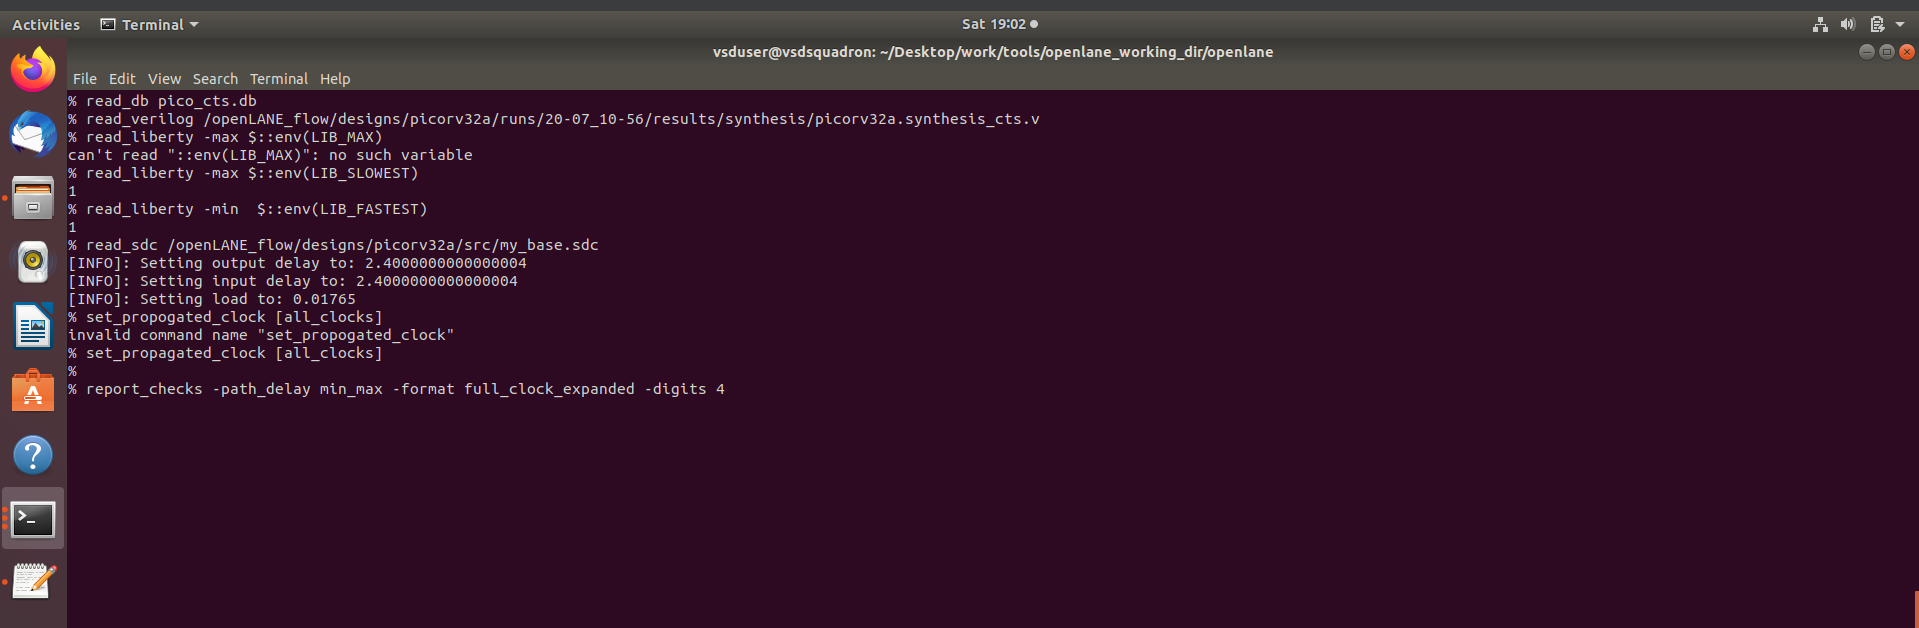 Activities Terminal Sat 19:02
vsduser@vsdsquadron: ~/Desktop/work/tools/openlane_working_dir/openlane
File Edit View Search Terminal Help
% read_db pico_cts.db
% read_verilog /openLANE_flow/designs/picorv32a/runs/20-07_10-56/results/synthesis/picorv32a.synthesis_cts.v
% read_liberty -max $::env(LIB_MAX)
can't read "::env(LIB_MAX)": no such variable
% read_liberty -max $::env(LIB_SLOWEST)
1
% read_liberty -min  $::env(LIB_FASTEST)
1
% read_sdc /openLANE_flow/designs/picorv32a/src/my_base.sdc
[INFO]: Setting output delay to: 2.4000000000000004
[INFO]: Setting input delay to: 2.4000000000000004
[INFO]: Setting load to: 0.01765
% set_propogated_clock [all_clocks]
invalid command name "set_propogated_clock"
% set_propagated_clock [all_clocks]
%
% report_checks -path_delay min_max -format full_clock_expanded -digits 4